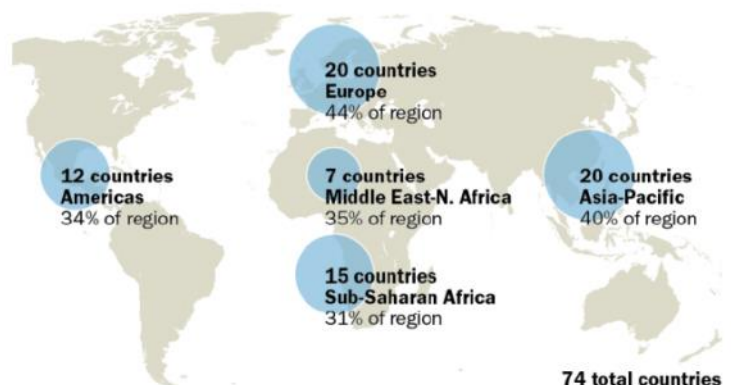 20 countries
Europe
44% of region
12 countries
Americas
34% of region
7 countries
Middle East-N. Africa
35% of region
20 countries
Asia-Pacific
40% of region
15 countries
Sub-Saharan Africa
31% of region
74 total countries